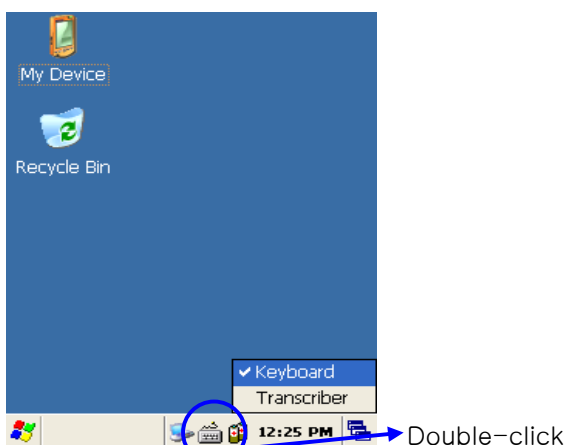 My Device
Recycle Bin
Keyboard
Transcriber
12:25 PM
Double-click